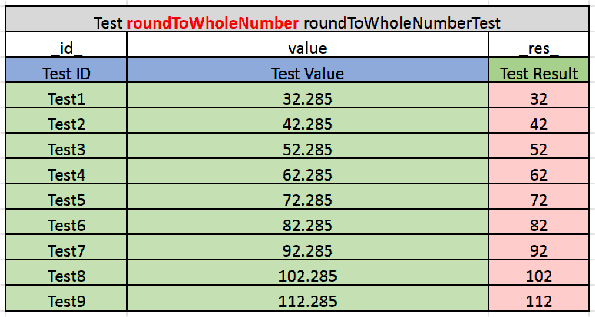 Test roundToWholeNumber roundToWholeNumberTest
_id_ value _res_
Test ID Test Value Test Result
Test1 32.285 32
Test2 42.285 42
Test3 52.285 52
Test4 62.285 62
Test5 72.285 72
Test6 82.285 82
Test7 92.285 92
Test8 102.285 102
Test9 112.285 112